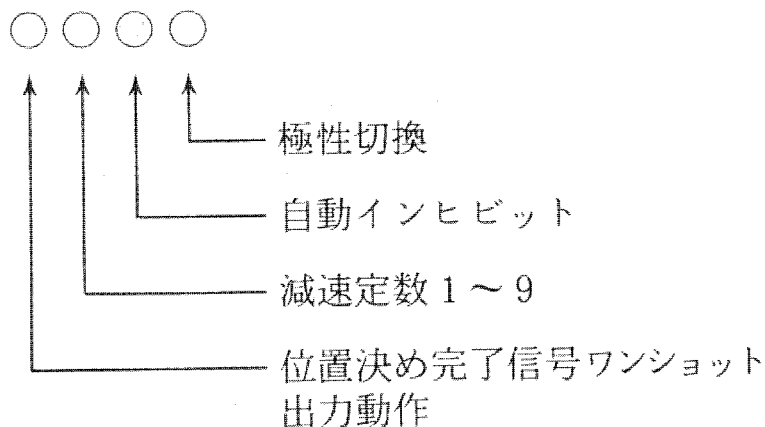 ○○○○
極性切換
自動インヒビット
減速定数 1 ～ 9
位置決め完了信号ワンショット
出力動作